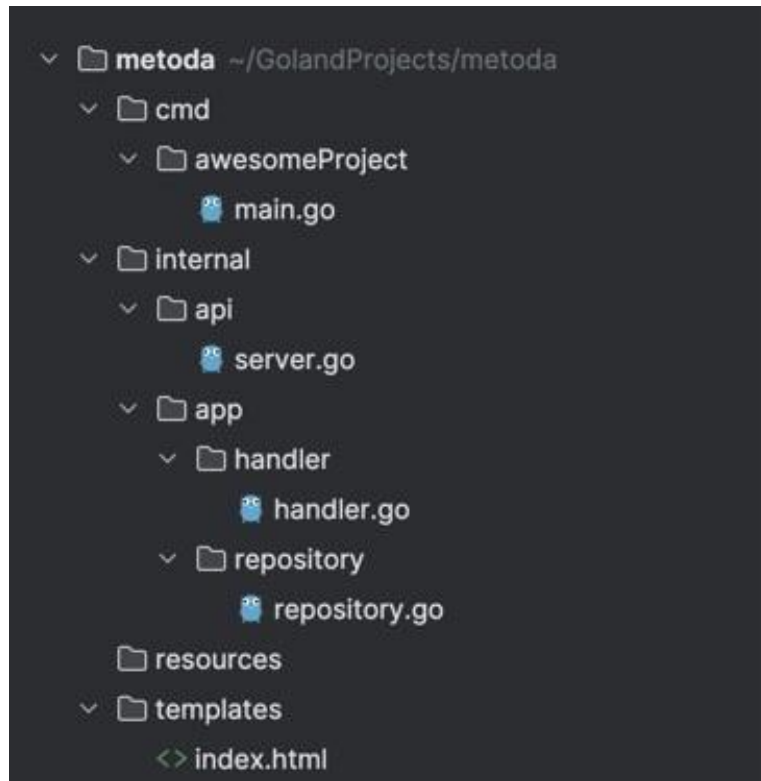 metoda ~/GolandProjects/metoda
cmd
awesomeProject
main.go
internal
api
server.go
app
handler
handler.go
repository
repository.go
resources
templates
<> index.html